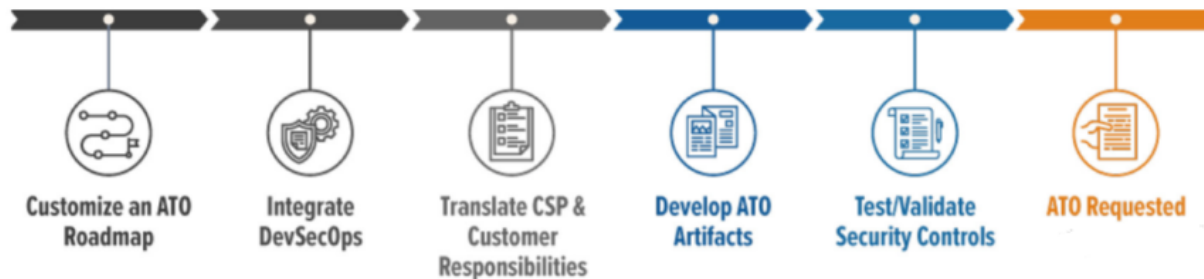 Customize an ATO
Roadmap
Integrate
DevSecOps
Translate CSP &
Customer
Responsibilities
Develop ATO
Artifacts
Test/Validate
Security Controls
ATO Requested